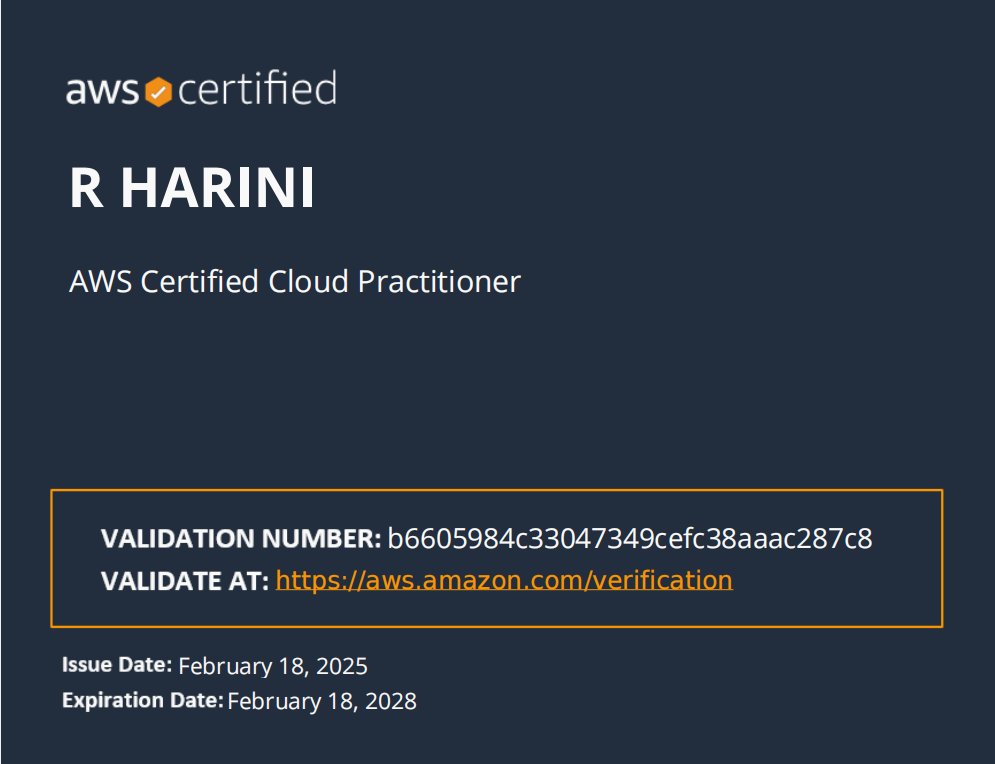 aws certified
R HARINI
AWS Certified Cloud Practitioner
VALIDATION NUMBER: b6605984c33047349cefc38aaac287c8
VALIDATE AT: https://aws.amazon.com/verification
Issue Date: February 18, 2025
Expiration Date: February 18, 2028